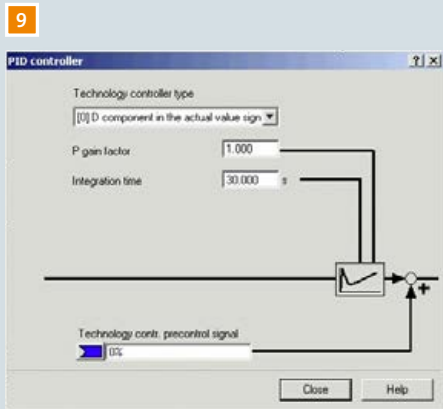 9
PID controller
Technology controller type
[0] D component in the actual value sign
P gain factor 1.000
Integration time 30.000 s
+
Technology contr. precontrol signal
0%
Close Help